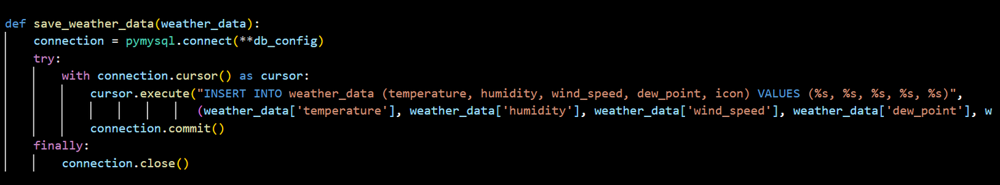 def save_weather_data(weather_data):
    connection = pymysql.connect(**db_config)
    try:
        with connection.cursor() as cursor:
            cursor.execute("INSERT INTO weather_data (temperature, humidity, wind_speed, dew_point, icon) VALUES (%s, %s, %s, %s, %s)",
                           (weather_data['temperature'], weather_data['humidity'], weather_data['wind_speed'], weather_data['dew_point'], w
            connection.commit()
    finally:
        connection.close()